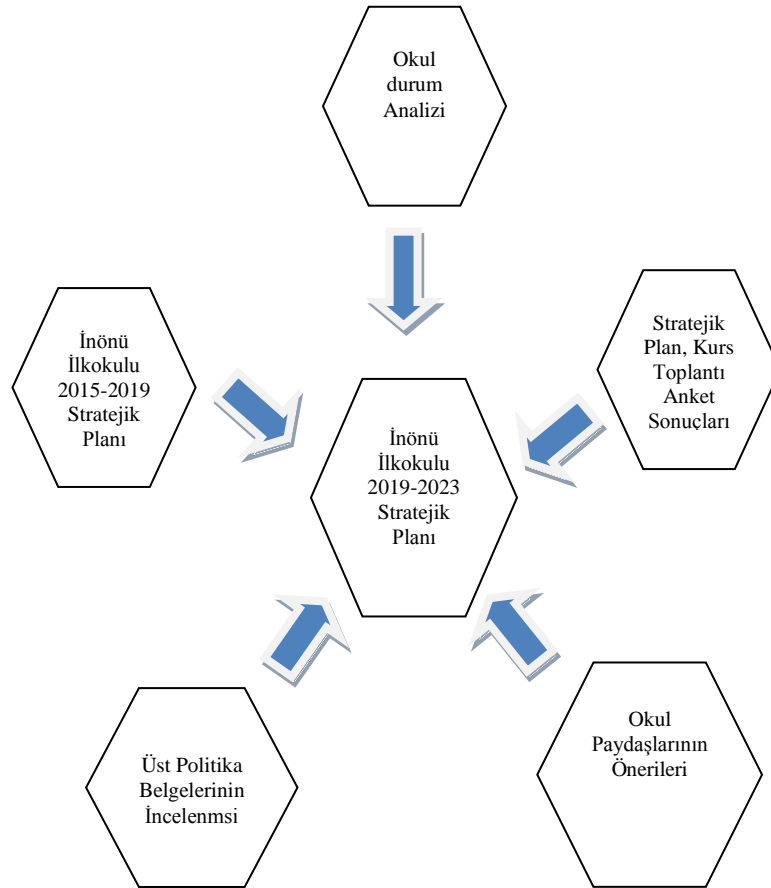 Okul
durum
Analizi
İnönü
İlkokulu
2015-2019
Stratejik
Planı
Stratejik
Plan, Kurs
Toplantı
Anket
Sonuçları
İnönü
İlkokulu
2019-2023
Stratejik
Planı
Üst Politika
Belgelerinin
İncelenmsi
Okul
Paydaşlarının
Önerileri